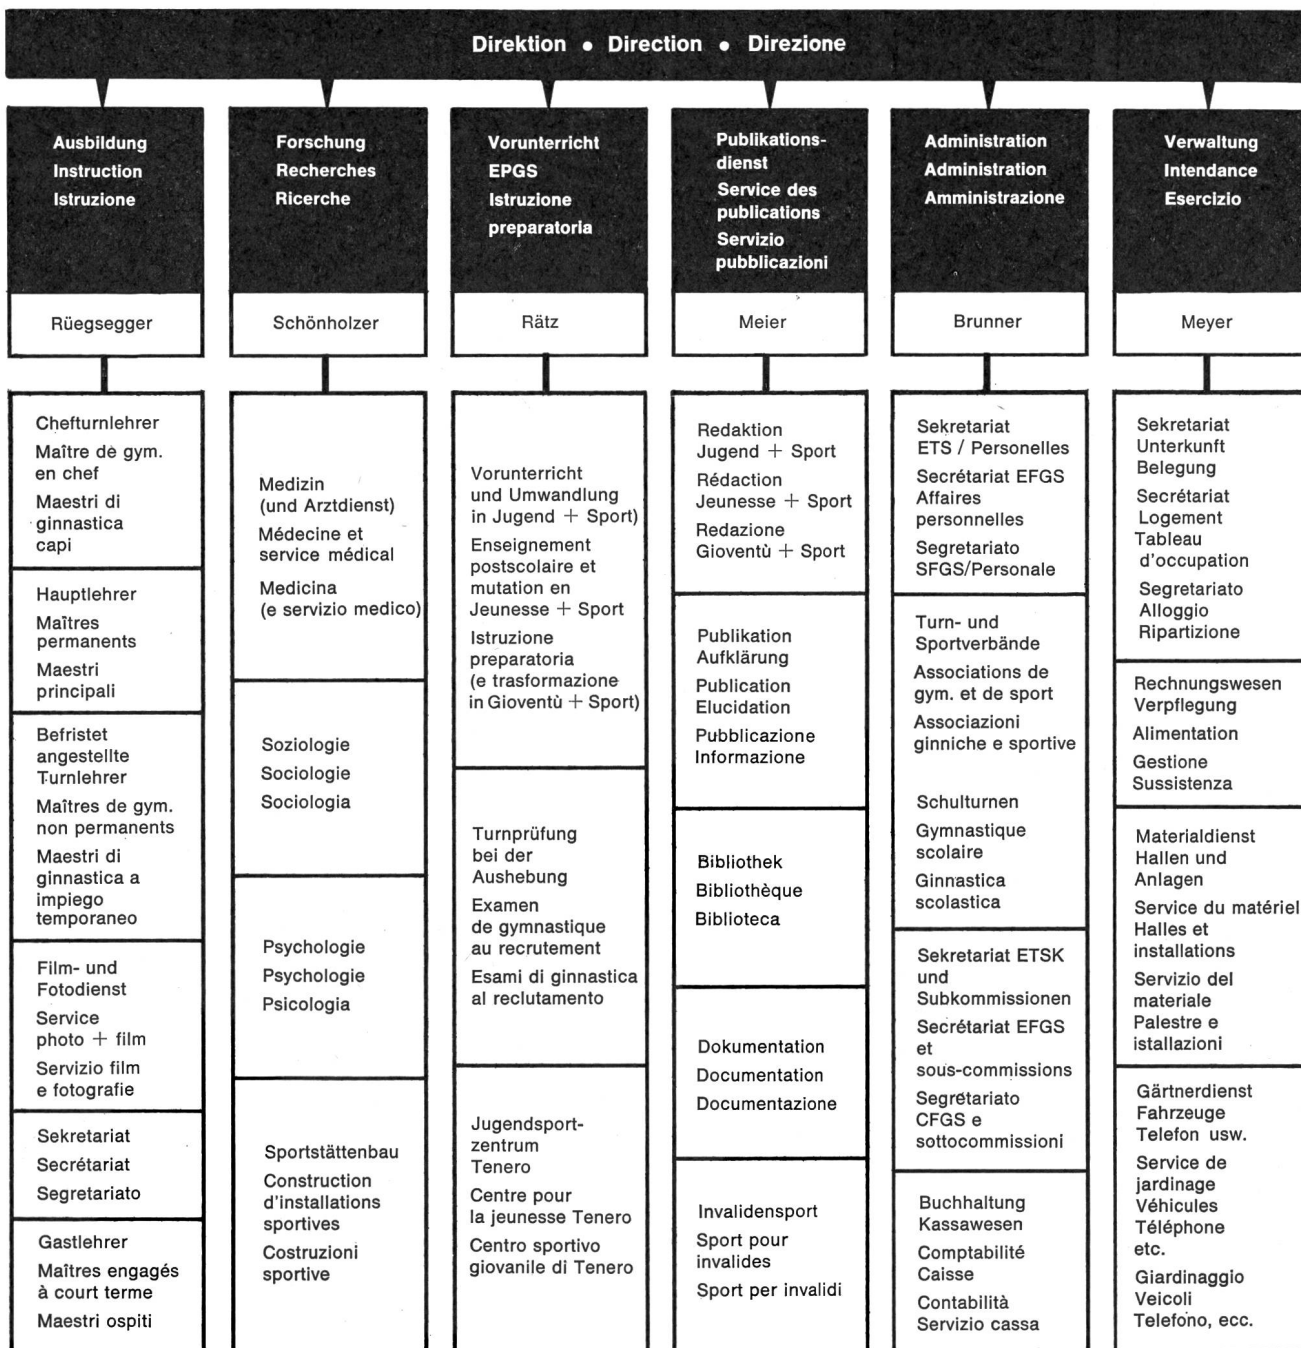 Direktion • Direction • Direzione
Ausbildung
Instruction
Istruzione
Rüegsegger
Chefturnlehrer
Maître de gym.
en chef
Maestri di
ginnastica
capi
Hauptlehrer
Maîtres
permanents
Maestri
principali
Befristet
angestellte
Turnlehrer
Maîtres de gym.
non permanents
Maestri di
ginnastica a
impiego
temporaneo
Film- und
Fotodienst
Service
photo + film
Servizio film
e fotografie
Sekretariat
Secrétariat
Segretariato
Gastlehrer
Maîtres engagés
à court terme
Maestri ospiti
Forschung
Recherches
Ricerche
Schönholzer
Medizin
(und Arztdienst)
Médecine et
service médical
Medicina
(e servizio medico)
Soziologie
Sociologie
Sociologia
Psychologie
Psychologie
Psicologia
Sportstättenbau
Construction
d'installations
sportives
Costruzioni
sportive
Vorunterricht
EPGS
Istruzione
preparatoria
Rätz
Vorunterricht
und Umwandlung
in Jugend + Sport)
Enseignement
postscolaire et
mutation en
Jeunesse + Sport
Istruzione
preparatoria
(e trasformazione
in Gioventù + Sport)
Turnprüfung
bei der
Aushebung
Examen
de gymnastique
au recrutement
Esami di ginnastica
al reclutamento
Jugendsport-
zentrum
Tenero
Centre pour
la jeunesse Tenero
Centro sportivo
giovanile di Tenero
Publikations-
dienst
Service des
publications
Servizio
pubblicazioni
Meier
Redaktion
Jugend + Sport
Rédaction
Jeunesse + Sport
Redazione
Gioventù + Sport
Publikation
Aufklärung
Publication
Elucidation
Pubblicazione
Informazione
Bibliothek
Bibliothèque
Biblioteca
Dokumentation
Documentation
Documentazione
Invalidensport
Sport pour
invalides
Sport per invalidi
Administration
Administration
Amministrazione
Brunner
Sekretariat
ETS / Personelles
Secrétariat EFGS
Affaires
personnelles
Segretariato
SFGS/Personale
Turn- und
Sportverbände
Associations de
gym. et de sport
Associazioni
ginniche e sportive
Schulturnen
Gymnastique
scolaire
Ginnastica
scolastica
Sekretariat ETSK
und
Subkommissionen
Secrétariat EFGS
et
sous-commissions
Segretariato
CFGS e
sottocommissioni
Buchhaltung
Kassawesen
Comptabilité
Caisse
Contabilità
Servizio cassa
Verwaltung
Intendance
Esercizio
Meyer
Sekretariat
Unterkunft
Belegung
Secrétariat
Logement
Tableau
d'occupation
Segretariato
Alloggio
Ripartizione
Rechnungswesen
Verpflegung
Alimentation
Gestione
Sussistenza
Materialdienst
Hallen und
Anlagen
Service du matériel
Halles et
installations
Servizio del
materiale
Palestre e
istallazioni
Gärtnerdienst
Fahrzeuge
Telefon usw.
Service de
jardinage
Véhicules
Téléphone
etc.
Giardinaggio
Veicoli
Telefono, ecc.